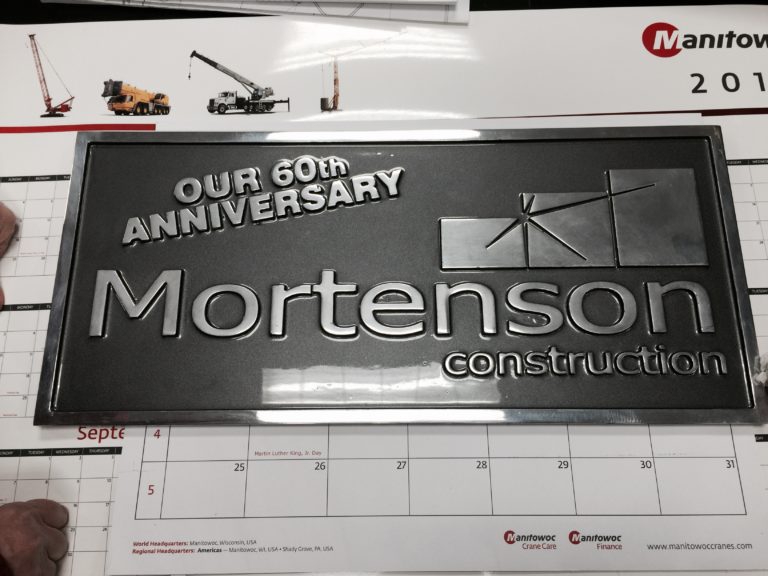 Manitowoc
201
OUR 60th
ANNIVERSARY
Mortenson
construction
Septe
4
Martin Luther King, Jr. Day
25 26 27 28 29 30 31
5
World Headquarters: Manitowoc, Wisconsin, USA
Regional Headquarters: Americas — Manitowoc, WI, USA • Shady Grove, PA, USA
Manitowoc
Crane Care
Manitowoc
Finance
www.manitowoccranes.com